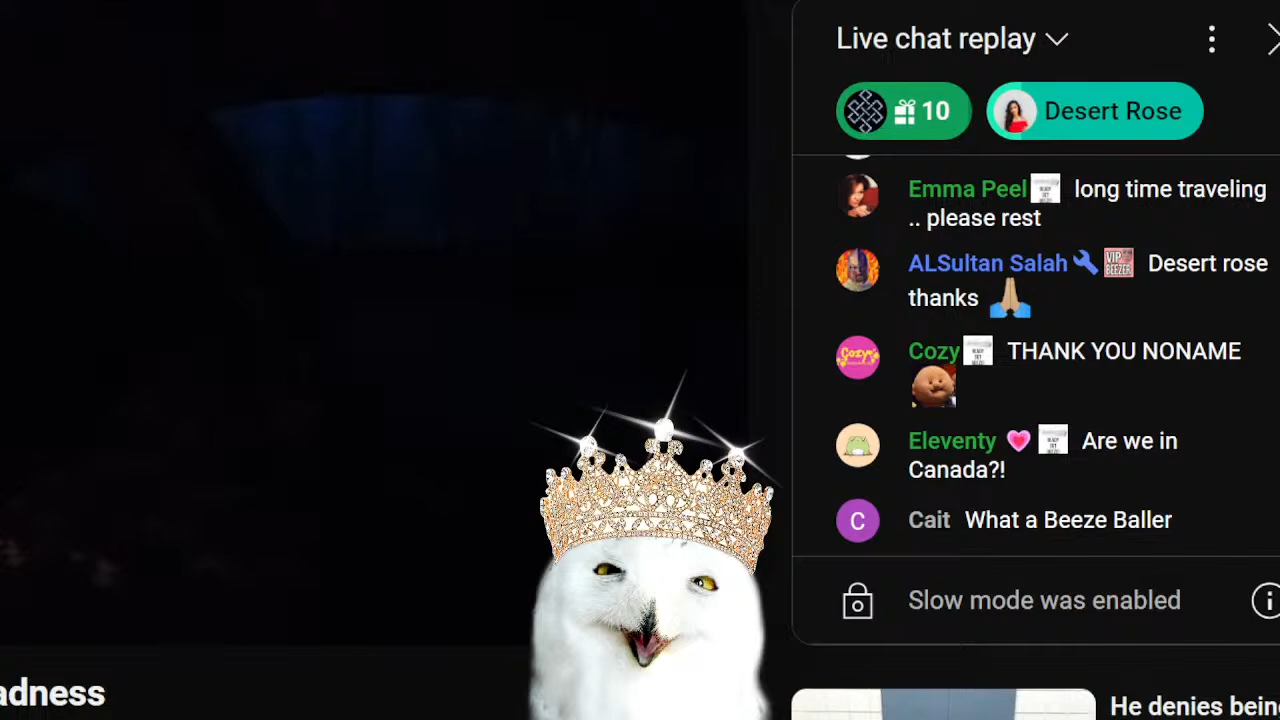 Live chat replay
10
Desert Rose
Emma Peel long time traveling
.. please rest
ALSultan Salah VIP BEEZER Desert rose
thanks
Cozy THANK YOU NONAME
Eleventy Are we in
Canada?!
C Cait What a Beeze Baller
Slow mode was enabled
adness
He denies bein